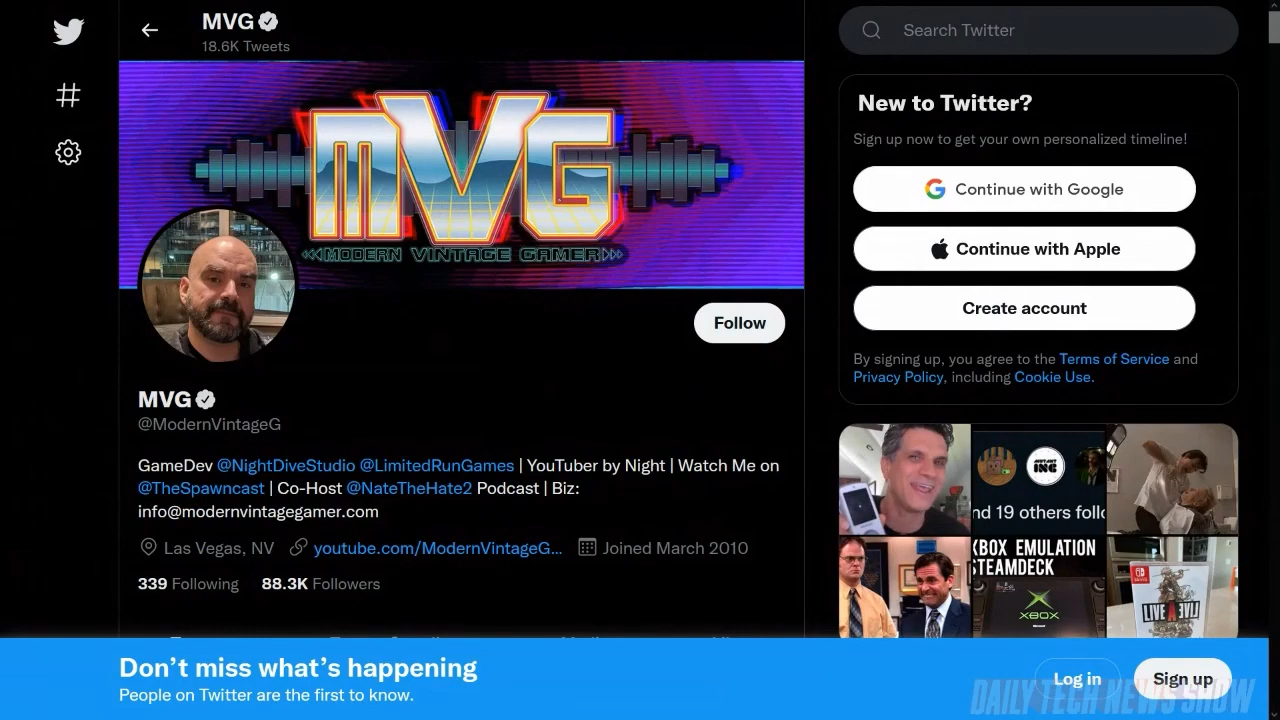 MVG
18.6K Tweets
MVG
MODERN VINTAGE GAMER
Follow
MVG
@ModernVintageG
GameDev @NightDiveStudio @LimitedRunGames | YouTuber by Night | Watch Me on
@TheSpawncast | Co-Host @NateTheHate2 Podcast | Biz:
info@modernvintagegamer.com
Las Vegas, NV youtube.com/ModernVintageG... Joined March 2010
339 Following 88.3K Followers
Search Twitter
New to Twitter?
Sign up now to get your own personalized timeline!
Continue with Google
Continue with Apple
Create account
By signing up, you agree to the Terms of Service and
Privacy Policy, including Cookie Use.
MUTANT
ING
nd 19 others follo
XBOX EMULATION
STEAMDECK
XBOX
LIVE A LIVE
Don't miss what's happening
People on Twitter are the first to know.
Log in
Sign up
DAILY TECH NEWS SHOW